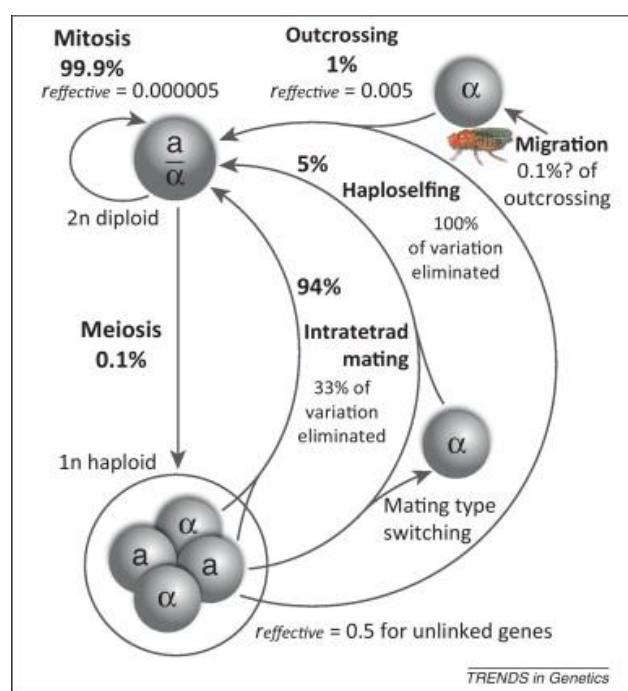 Mitosis
99.9%
reffective = 0.000005
Outcrossing
1%
reffective = 0.005
α
a
α
2n diploid
Migration
0.1%? of
outcrossing
5%
Haploselfing
100%
of variation
eliminated
94%
Intratetrad
mating
33% of
variation
eliminated
Meiosis
0.1%
1n haploid
α
a
a
α
α
Mating type
switching
reffective = 0.5 for unlinked genes
TRENDS in Genetics